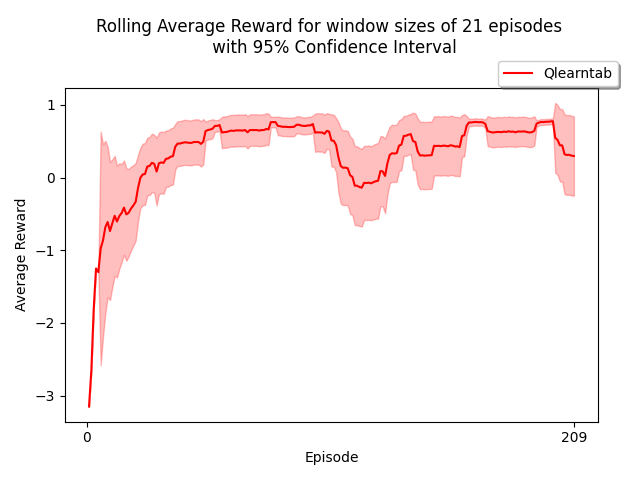 Rolling Average Reward for window sizes of 21 episodes
with 95% Confidence Interval
Qlearntab
1
0
−1
−2
−3
Average Reward
0
209
Episode